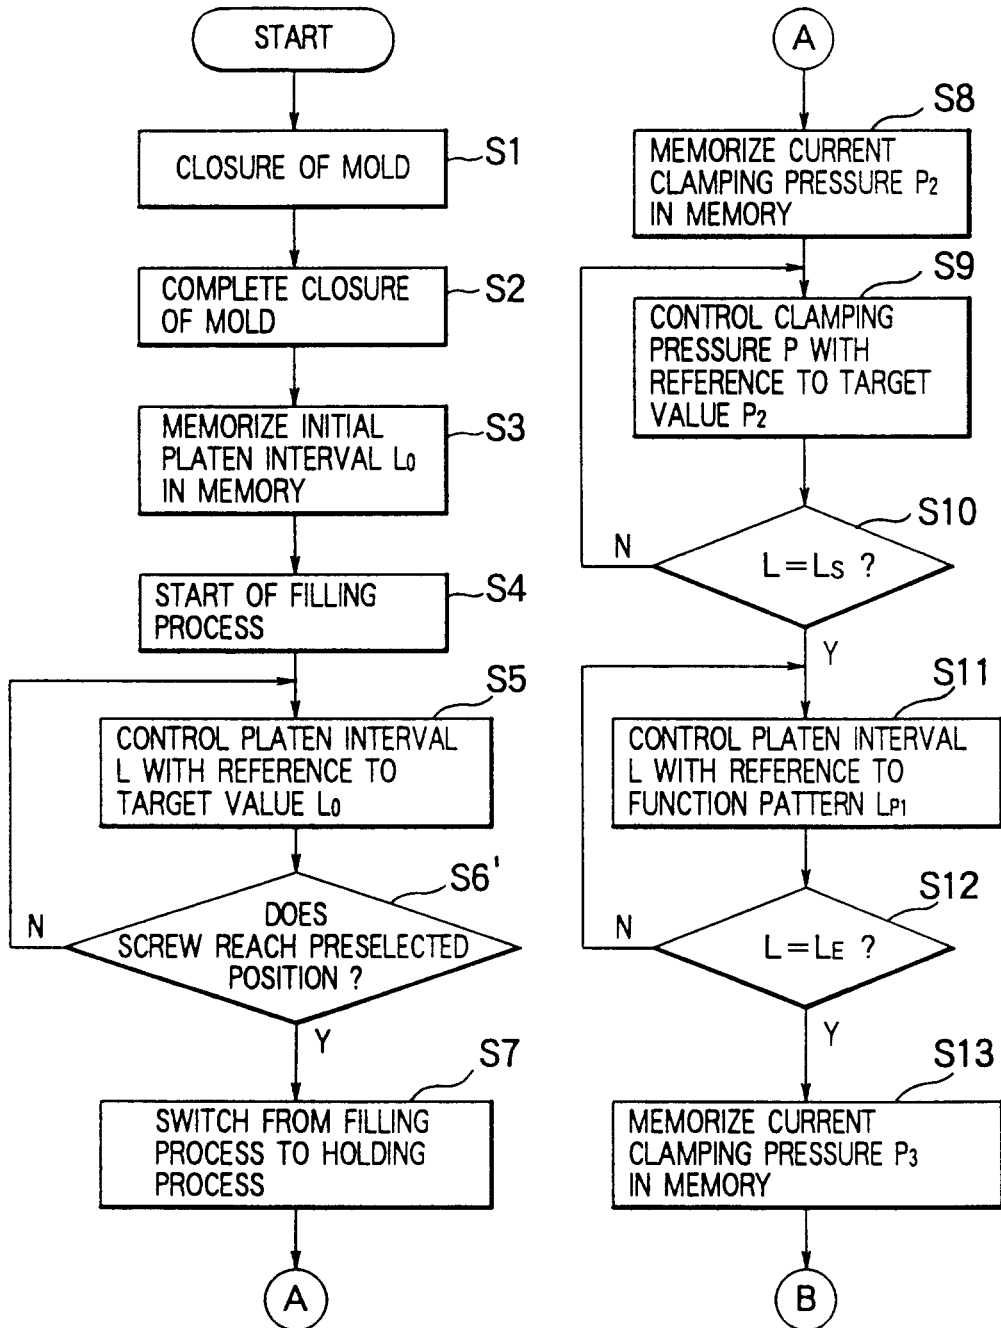 START
S1
CLOSURE OF MOLD
S2
COMPLETE CLOSURE
OF MOLD
S3
MEMORIZE INITIAL
PLATEN INTERVAL L0
IN MEMORY
S4
START OF FILLING
PROCESS
S5
CONTROL PLATEN INTERVAL
L WITH REFERENCE TO
TARGET VALUE L0
S6'
DOES
SCREW REACH PRESELECTED
POSITION ?
N
Y
S7
SWITCH FROM FILLING
PROCESS TO HOLDING
PROCESS
A
A
S8
MEMORIZE CURRENT
CLAMPING PRESSURE P2
IN MEMORY
S9
CONTROL CLAMPING
PRESSURE P WITH
REFERENCE TO TARGET
VALUE P2
S10
L=LS ?
N
Y
S11
CONTROL PLATEN INTERVAL
L WITH REFERENCE TO
FUNCTION PATTERN LP1
S12
L=LE ?
N
Y
S13
MEMORIZE CURRENT
CLAMPING PRESSURE P3
IN MEMORY
B